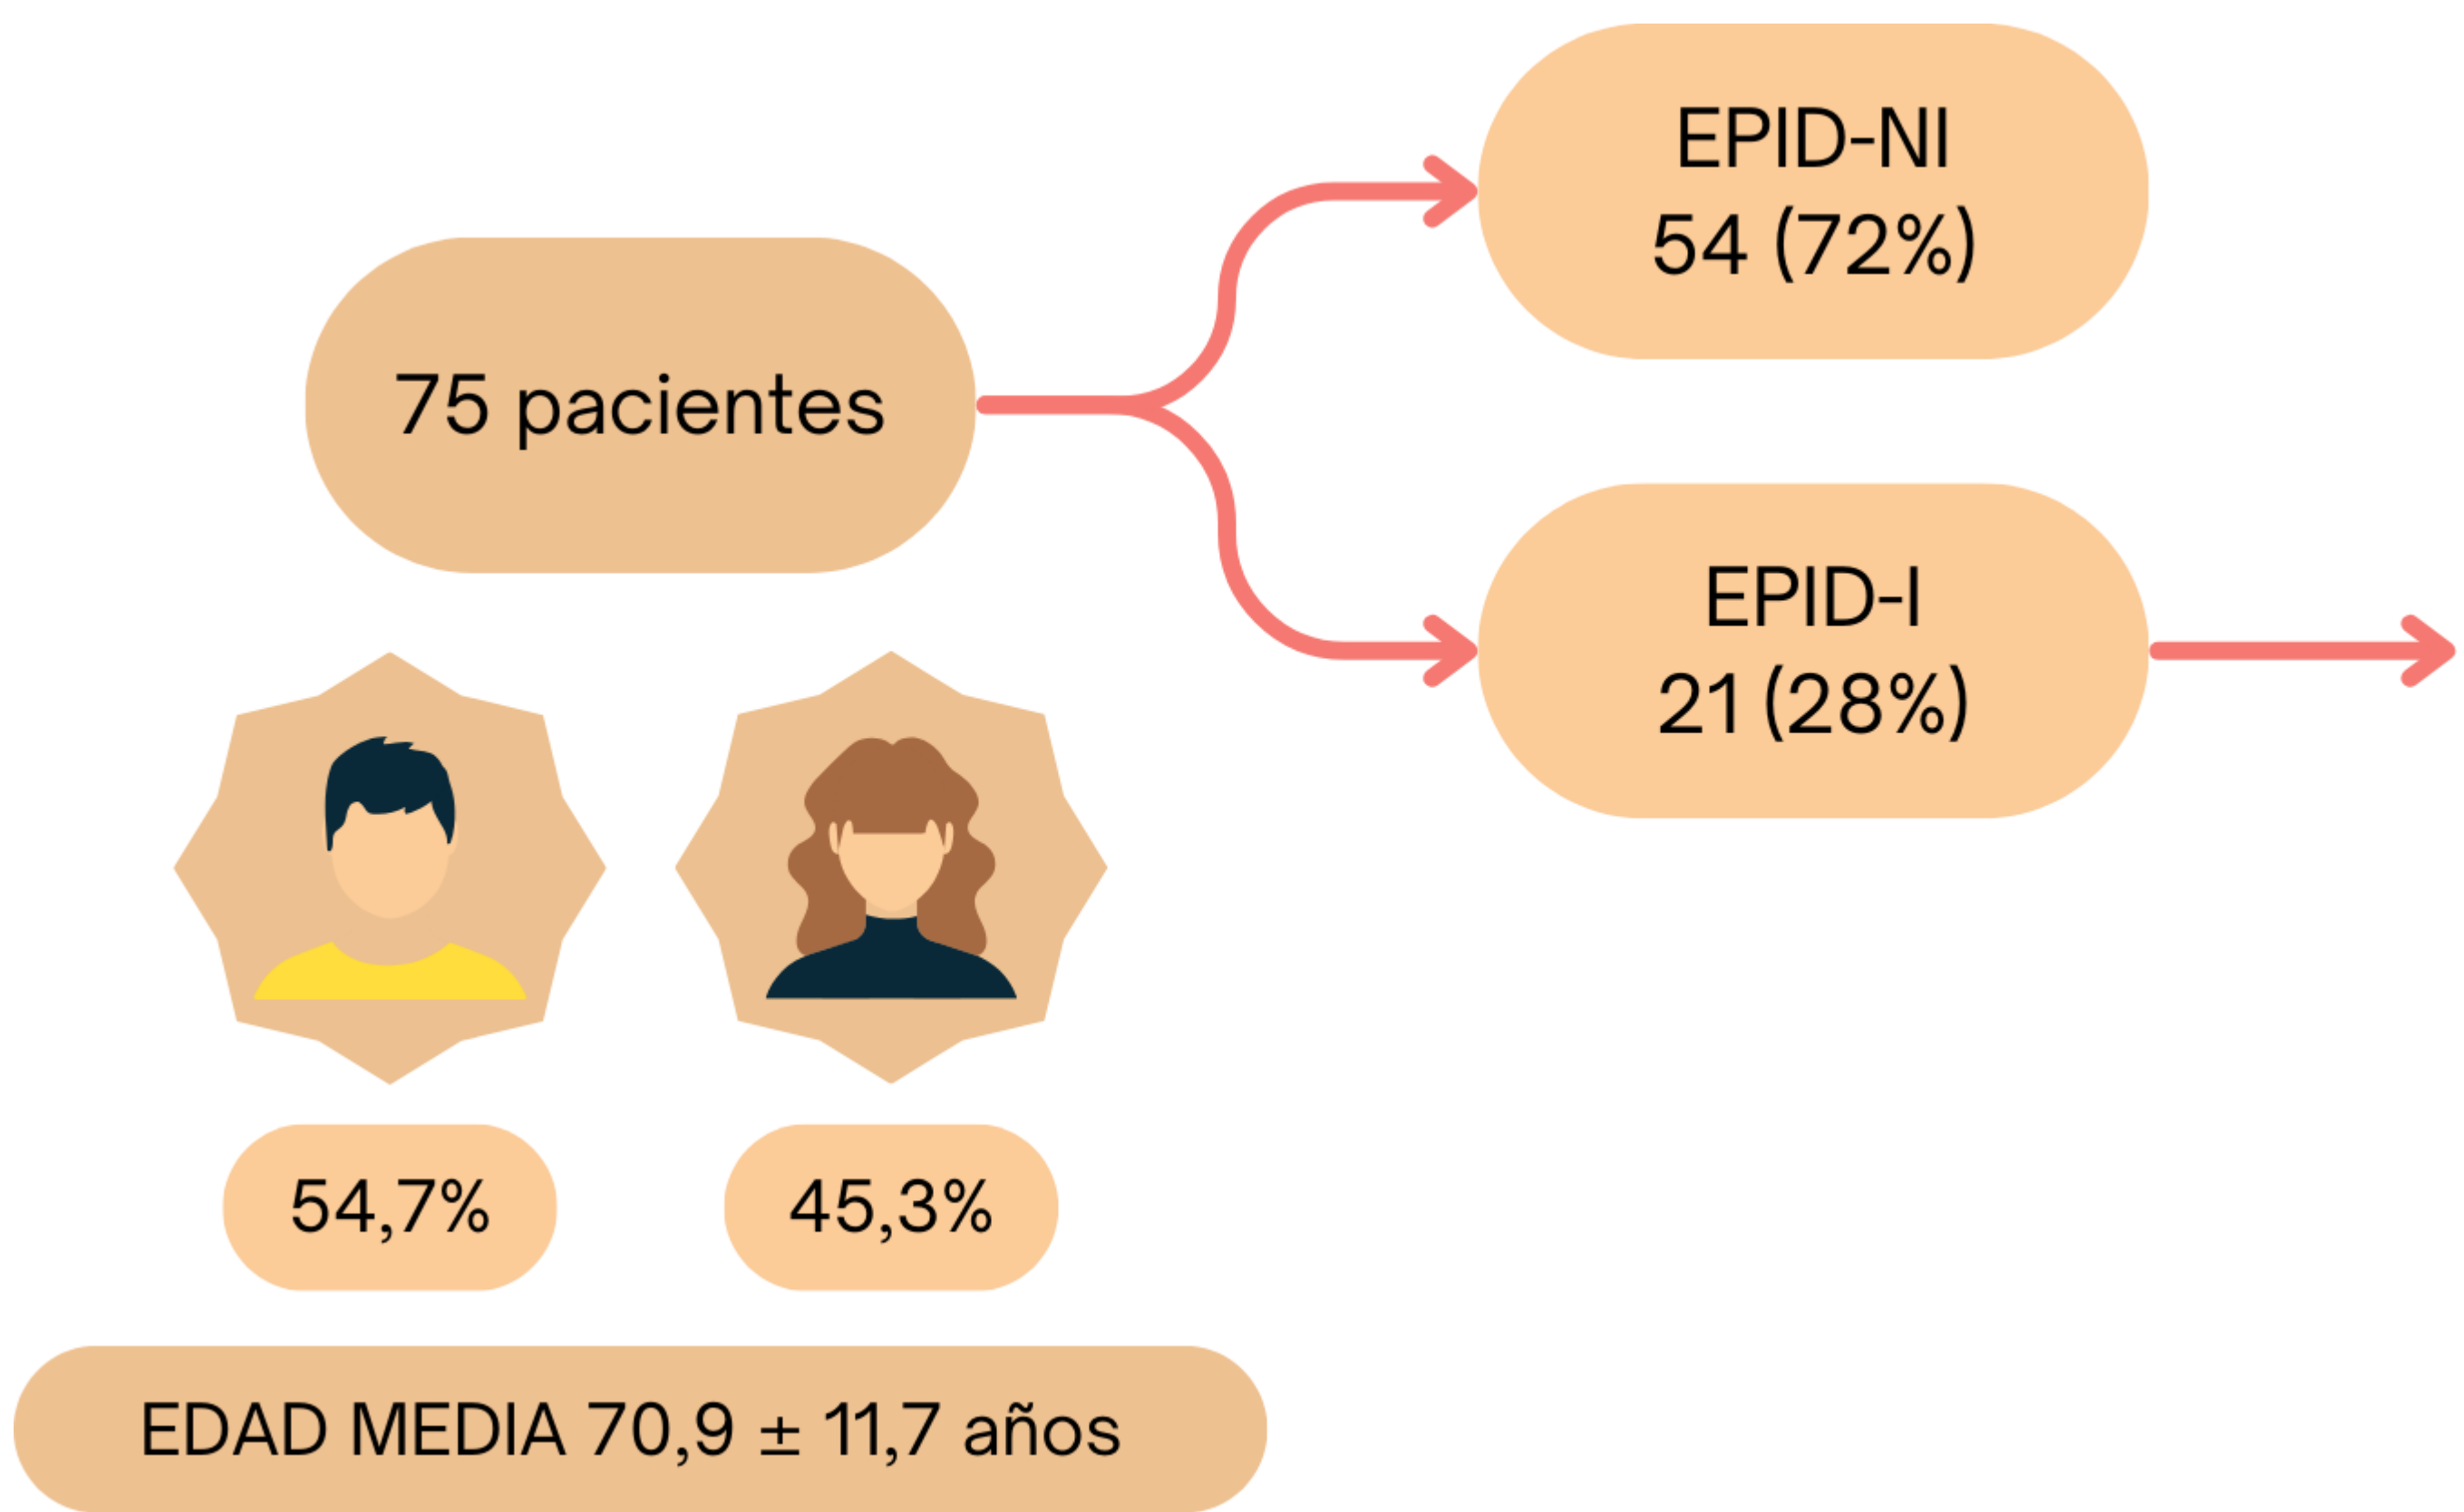 75 pacientes
EPID-NI
54 (72%)
EPID-I
21 (28%)
54,7%
45,3%
EDAD MEDIA 70,9 ± 11,7 años